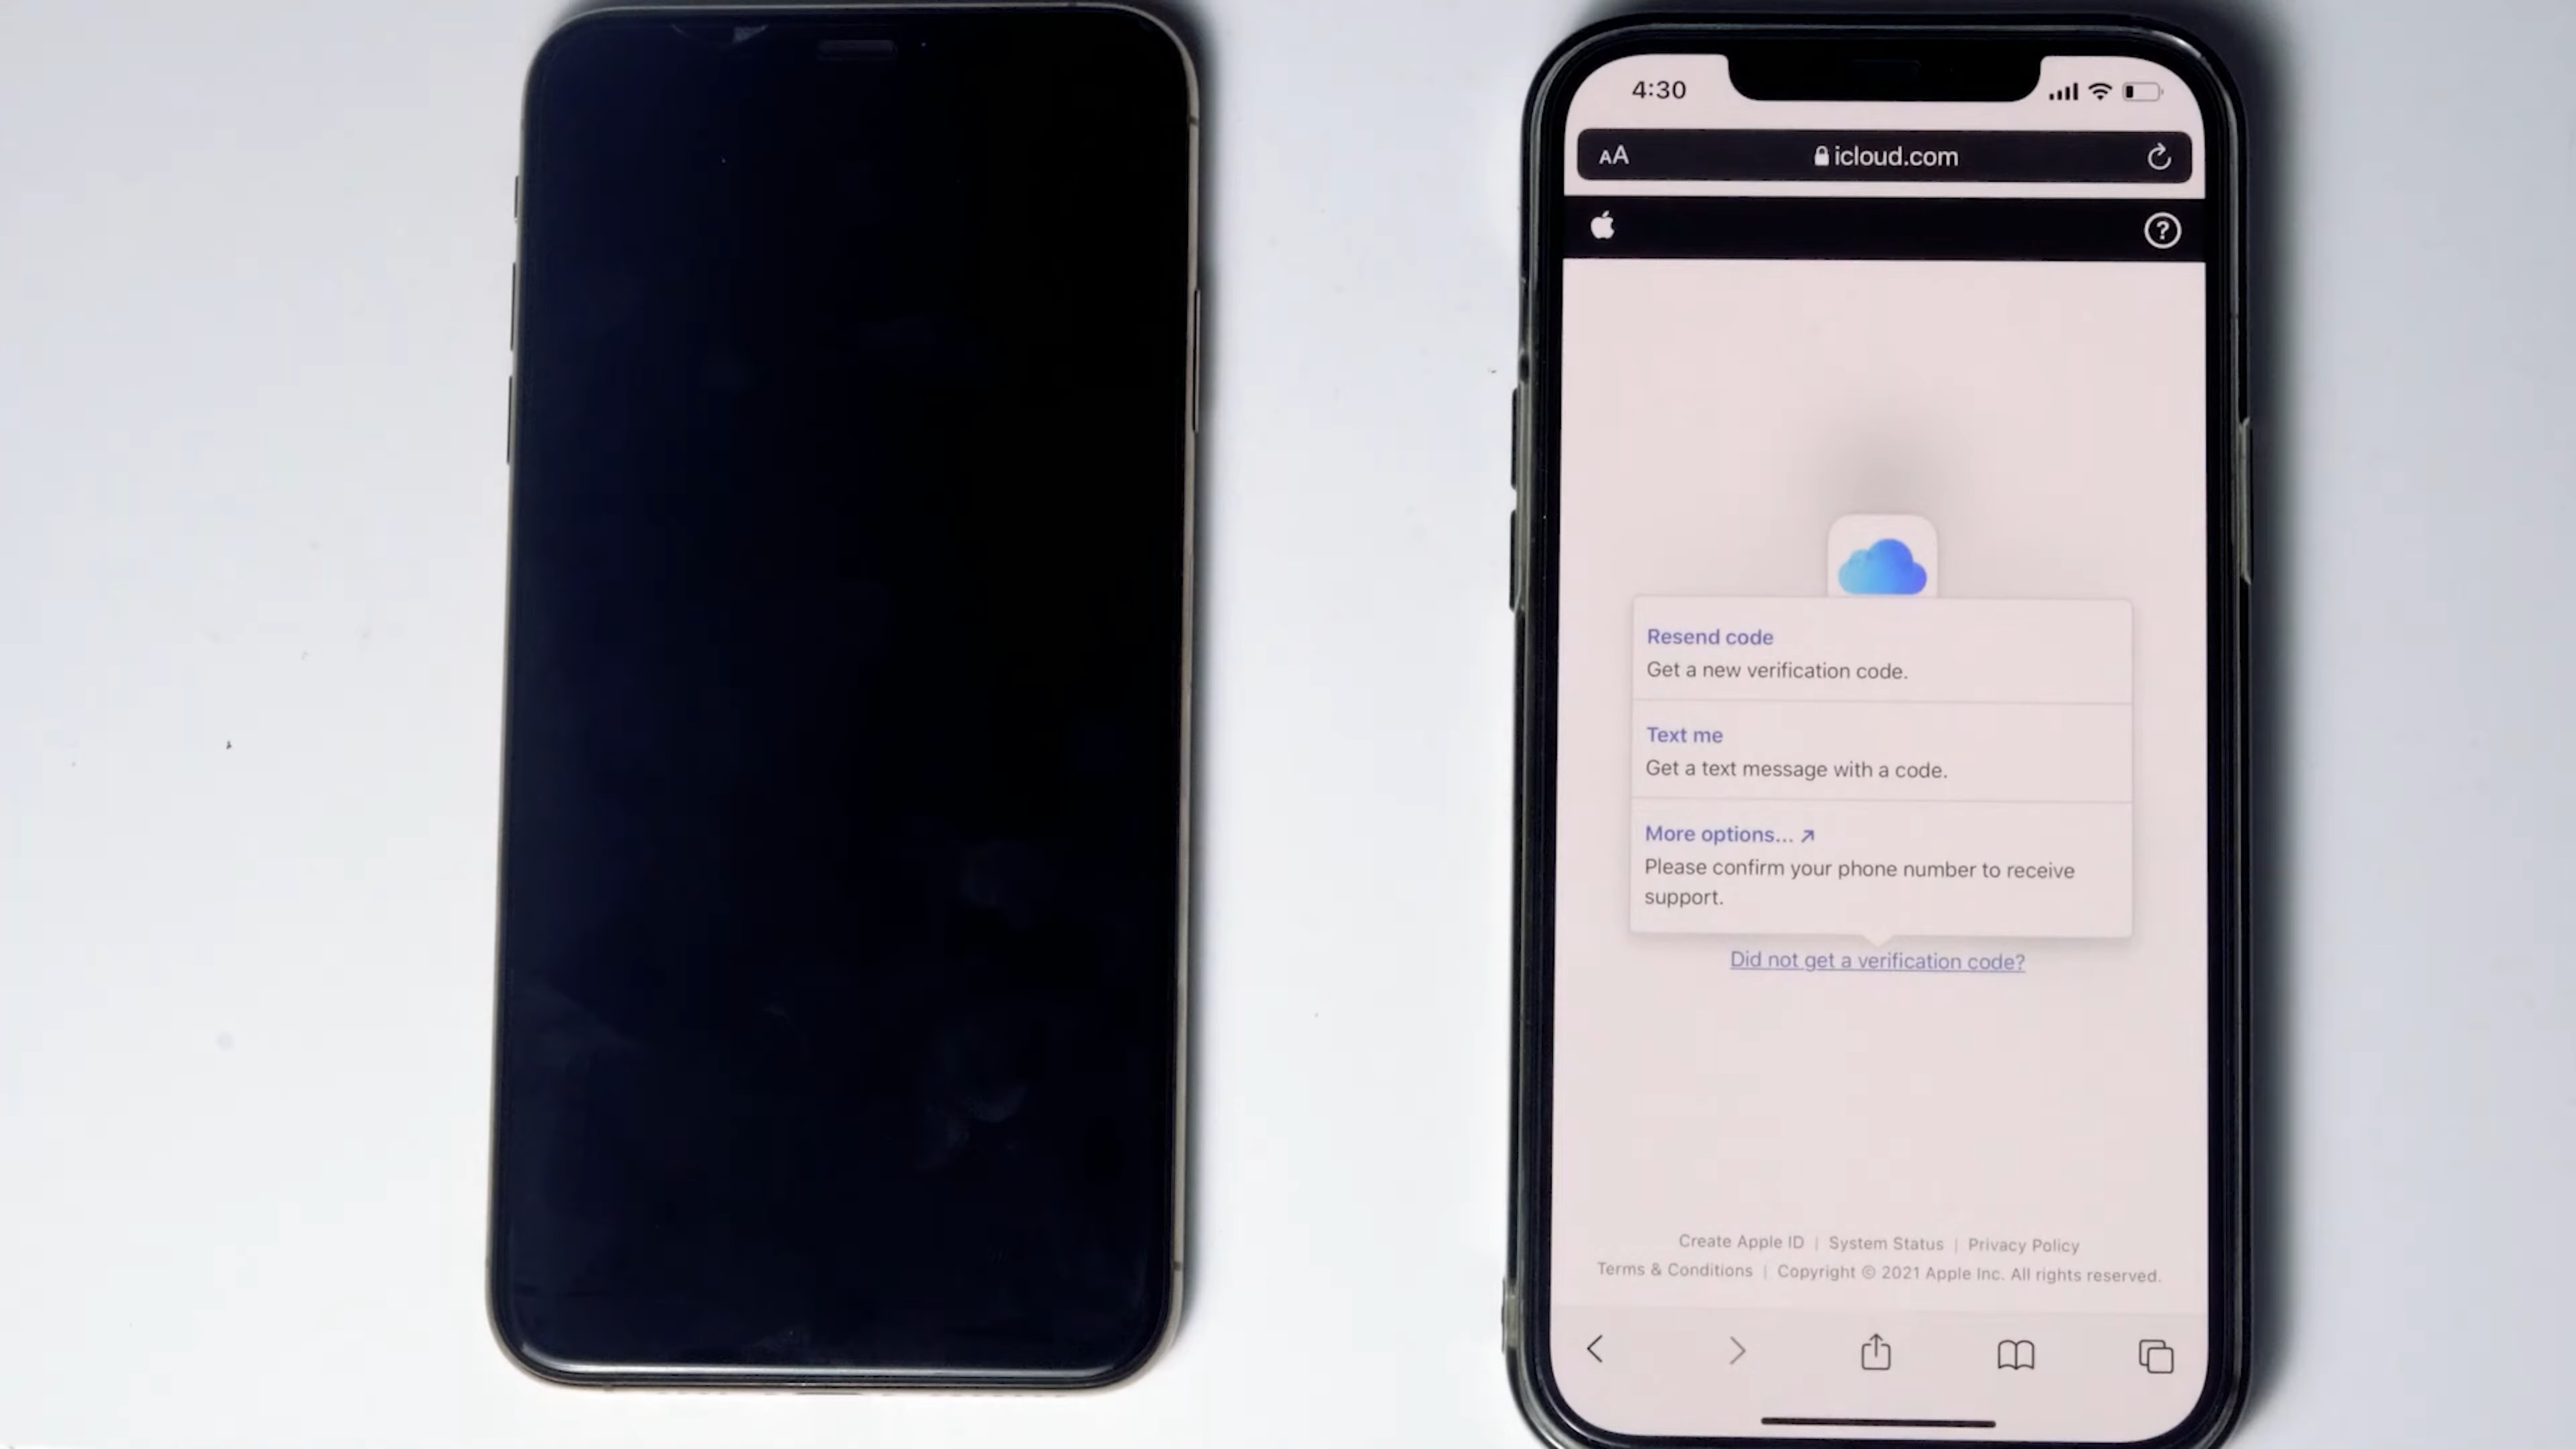 4:30
AA icloud.com
?
Resend code
Get a new verification code.
Text me
Get a text message with a code.
More options... ↗
Please confirm your phone number to receive
support.
Did not get a verification code?
Create Apple ID | System Status | Privacy Policy
Terms & Conditions | Copyright © 2021 Apple Inc. All rights reserved.